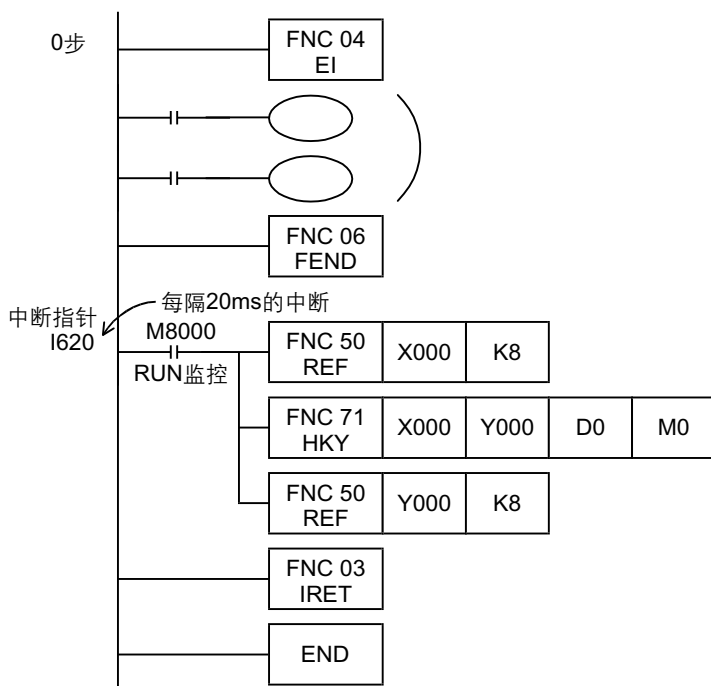 0步
FNC 04
EI
FNC 06
FEND
每隔20ms的中断
中断指针
I620
M8000
RUN监控
FNC 50
REF
X000
K8
FNC 71
HKY
X000
Y000
D0
M0
FNC 50
REF
Y000
K8
FNC 03
IRET
END